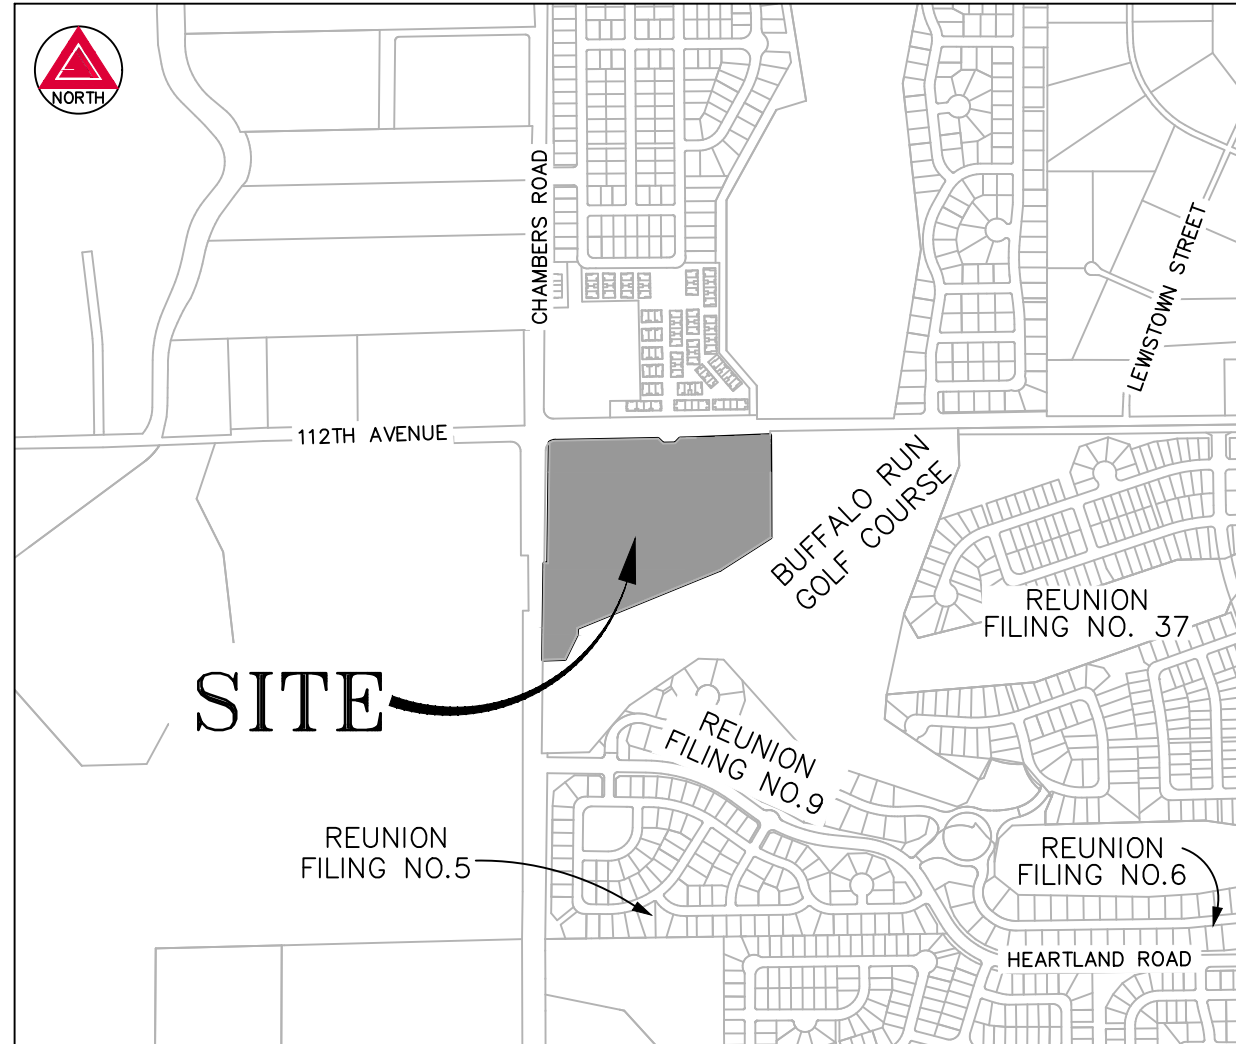 NORTH
CHAMBERS ROAD
LEWISTOWN STREET
112TH AVENUE
BUFFALO RUN
GOLF COURSE
REUNION
FILING NO. 37
SITE
REUNION
FILING NO.9
REUNION
FILING NO.5
REUNION
FILING NO.6
HEARTLAND ROAD